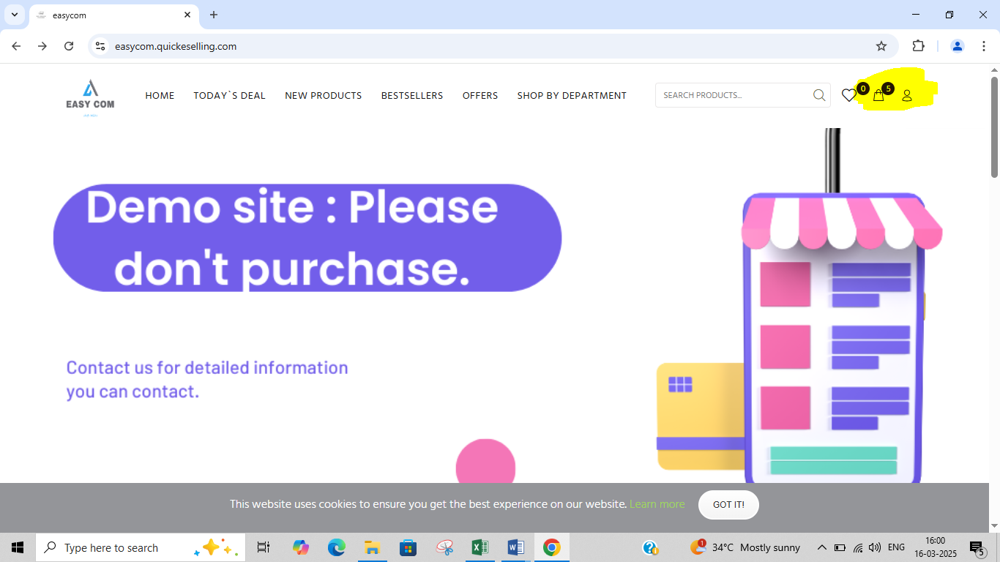 easycom
easycom.quickeselling.com
EASY COM
HOME TODAY`S DEAL NEW PRODUCTS BESTSELLERS OFFERS SHOP BY DEPARTMENT
SEARCH PRODUCTS...
0
5
Demo site : Please
don't purchase.
Contact us for detailed information
you can contact.
This website uses cookies to ensure you get the best experience on our website. Learn more
GOT IT!
Type here to search
1
34°C Mostly sunny
ENG
16:00
16-03-2025
5